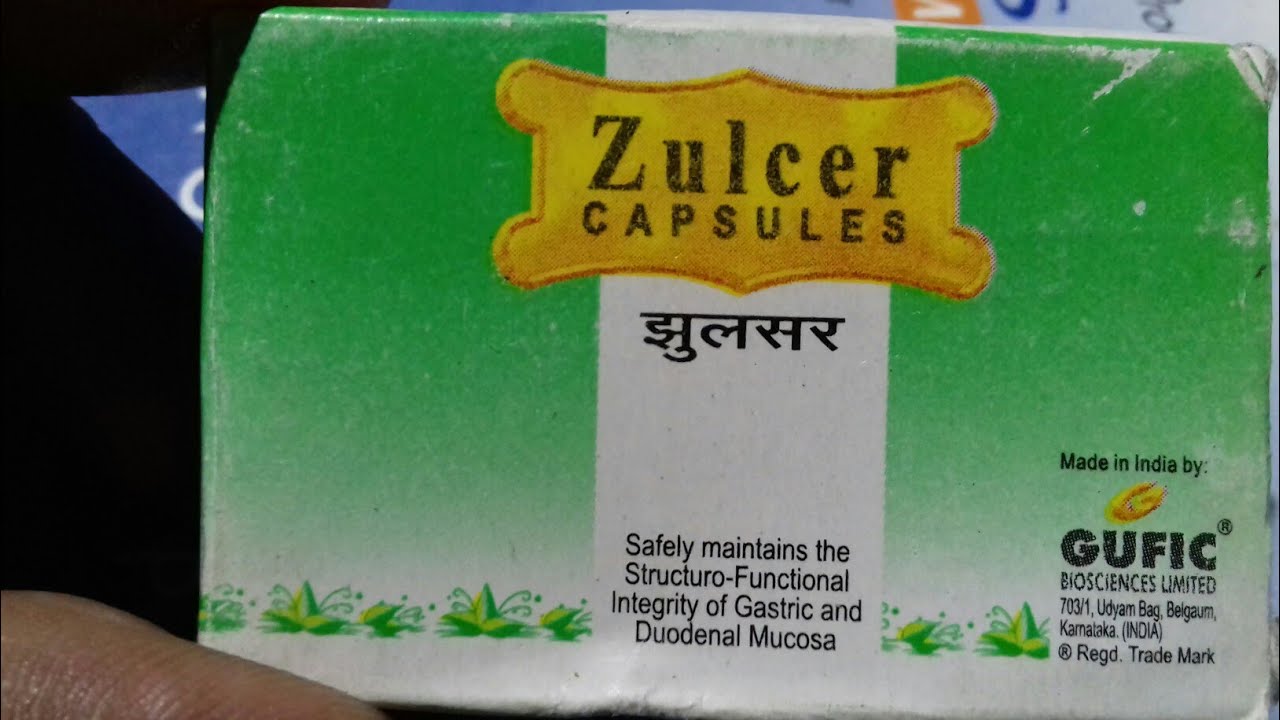 Zulcer
CAPSULES
झुलसर
Safely maintains the
Structuro-Functional
Integrity of Gastric and
Duodenal Mucosa
Made in India by:
GUFIC®
BIOSCIENCES LIMITED
703/1, Udyam Bag, Belgaum,
Karnataka. (INDIA)
® Regd. Trade Mark